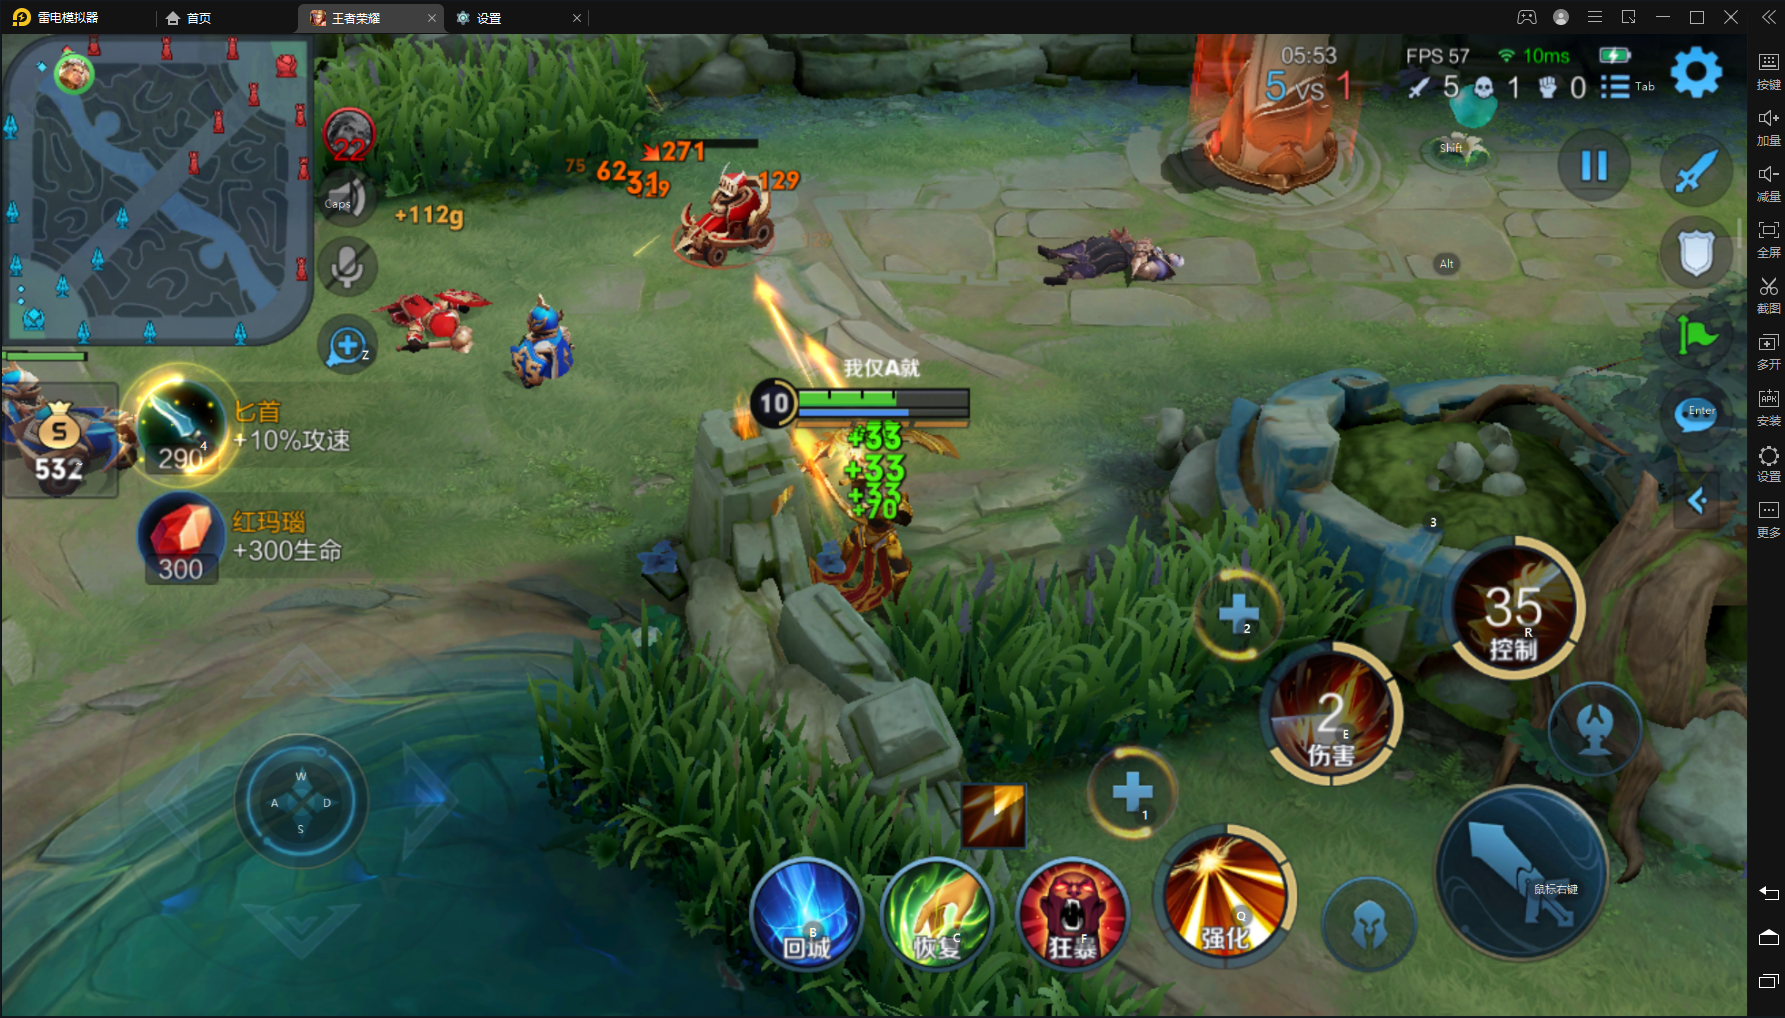 雷电模拟器
首页
王者荣耀
设置
05:53
FPS 57
10ms
5 vs 1
5
1
0
Tab
按键
加量
减量
全屏
截图
多开
安装
设置
更多
22
Caps
+112g
75
62
319
271
129
Shift
Alt
Z
Enter
我仅A就
10
+33
+33
+33
+70
S
532
匕首
+10%攻速
4
290
红玛瑙
+300生命
300
W
A
D
S
3
35
R
控制
2
2
E
伤害
1
B
回城
C
恢复
F
狂暴
Q
强化
鼠标右键
APK